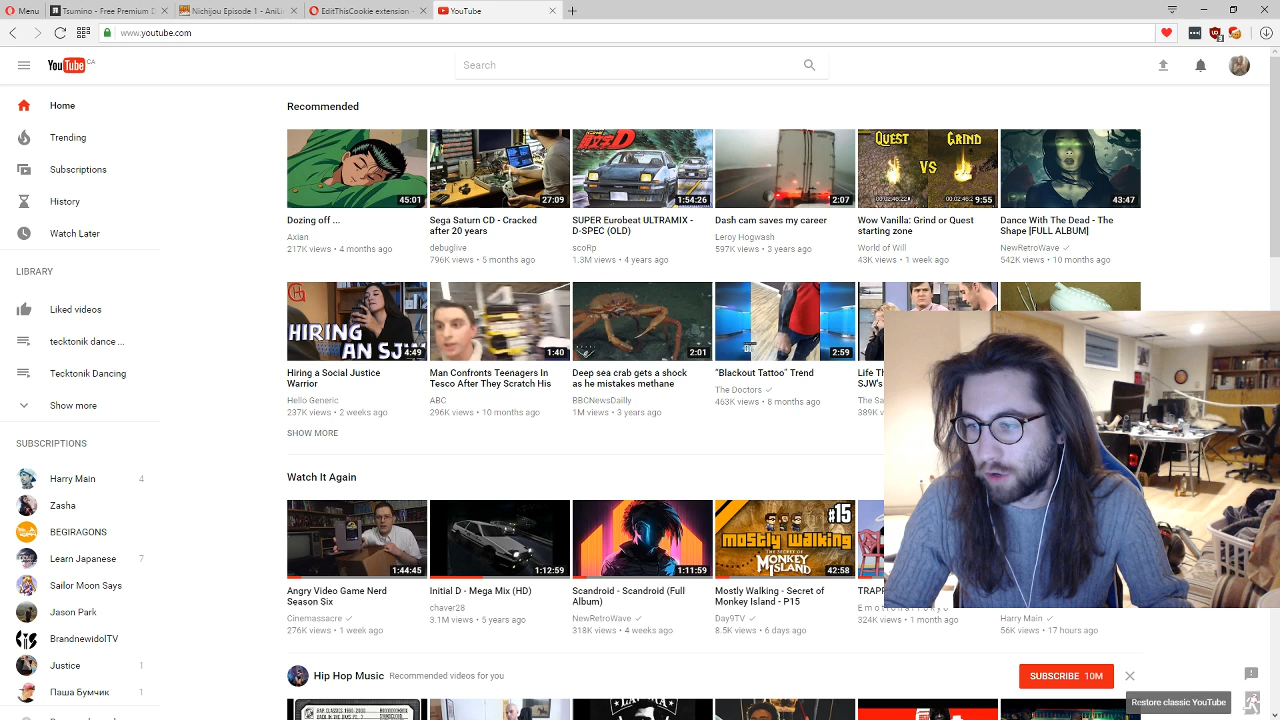 Menu
Tsumino - Free Premium D
Nichijou Episode 1 - AniLi
EditThisCookie extension -
YouTube
www.youtube.com
YouTube CA
Search
Home
Trending
Subscriptions
History
Watch Later
LIBRARY
Liked videos
tecktonik dance ...
Tecktonik Dancing
Show more
SUBSCRIPTIONS
Harry Main 4
Zasha
BEGIRAGONS
Rocket Japanese 7
Sailor Moon Says
Jason Park
BrandnewidolTV
Justice 1
Паша Бумчик 1
Recommended
45:01
Dozing off ...
Axian
217K views • 4 months ago
27:09
Sega Saturn CD - Cracked
after 20 years
debuglive
796K views • 5 months ago
1:54:26
SUPER Eurobeat ULTRAMIX -
D-SPEC (OLD)
scoRp
1.3M views • 4 years ago
2:07
Dash cam saves my career
Leroy Hogwash
597K views • 3 years ago
QUEST VS GRIND
9:55
Wow Vanilla: Grind or Quest
starting zone
World of Will
43K views • 1 week ago
43:47
Dance With The Dead - The
Shape [FULL ALBUM]
NewRetroWave
542K views • 10 months ago
HIRING
AN SJW
4:49
Hiring a Social Justice
Warrior
Hello Generic
237K views • 2 weeks ago
1:40
Man Confronts Teenagers In
Tesco After They Scratch His
ABC
296K views • 10 months ago
2:01
Deep sea crab gets a shock
as he mistakes methane
BBCNewsDailly
1M views • 3 years ago
2:59
"Blackout Tattoo" Trend
The Doctors
463K views • 8 months ago
Life Th
SJW's
The Sa
389K
SHOW MORE
Watch It Again
1:44:45
Angry Video Game Nerd
Season Six
Cinemassacre
276K views • 1 week ago
1:12:59
Initial D - Mega Mix (HD)
chaver28
3.1M views • 5 years ago
1:11:59
Scandroid - Scandroid (Full
Album)
NewRetroWave
318K views • 4 weeks ago
#15
mostly walking
THE SECRET OF
MONKEY ISLAND
42:58
Mostly Walking - Secret of
Monkey Island - P15
Day9TV
8.5K views • 6 days ago
TRAPP
324K views • 1 month ago
Harry Main
56K views • 17 hours ago
Hip Hop Music Recommended videos for you
SUBSCRIBE 10M
Restore classic YouTube